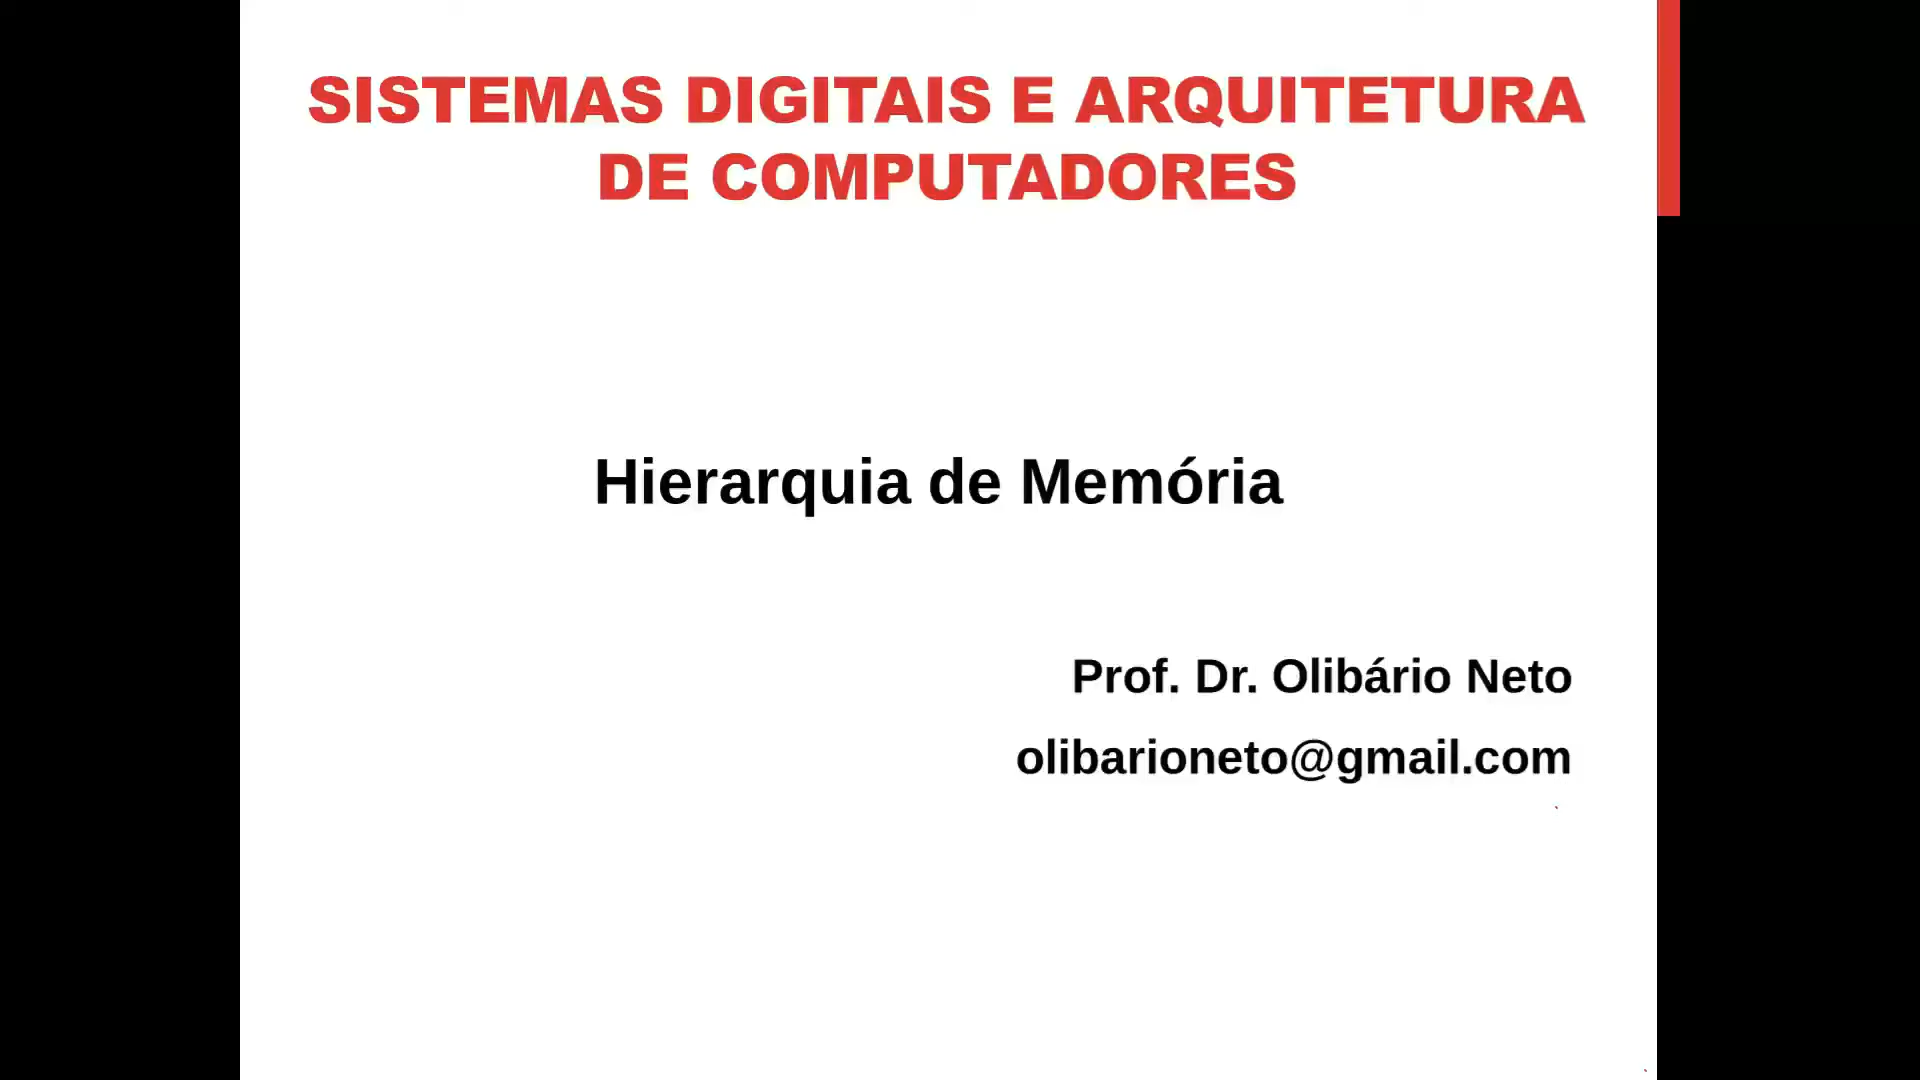 SISTEMAS DIGITAIS E ARQUITETURA
DE COMPUTADORES
Hierarquia de Memória
Prof. Dr. Olibário Neto
olibarioneto@gmail.com